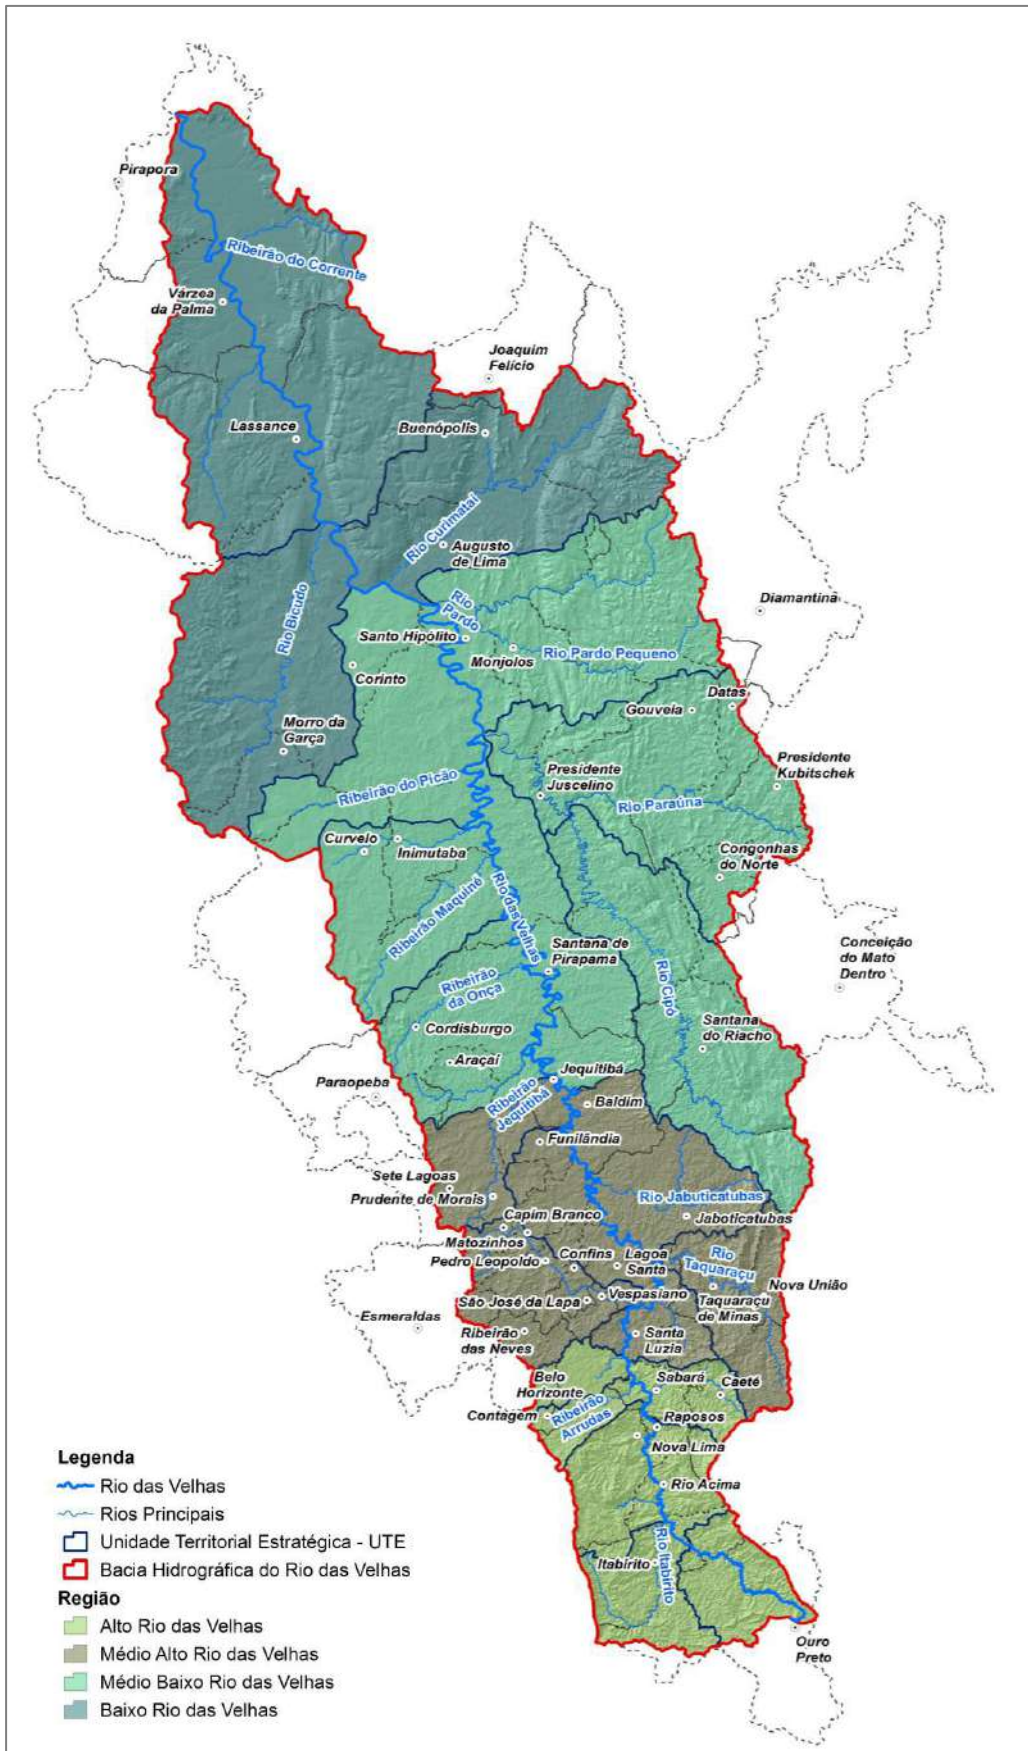 Pirapora
Ribeirão do Corrente
Várzea
da Palma
Joaquim
Felício
Lassance
Buenópolis
Rio Curimataí
Augusto
de Lima
Diamantina
Rio
Pardo
Rio Bicudo
Santo Hipólito
Monjolos
Rio Pardo Pequeno
Corinto
Datas
Gouveia
Morro da
Garça
Presidente
Kubitschek
Presidente
Juscelino
Ribeirão do Picão
Rio Paraúna
Curvelo
Inimutaba
Congonhas
do Norte
Ribeirão Maquiné
Rio das Velhas
Conceição
do Mato
Dentro
Santana de
Pirapama
Ribeirão
da Onça
Rio Cipó
Cordisburgo
Santana
do Riacho
Araçaí
Jequitibá
Paraopeba
Ribeirão
Jequitibá
Baldim
Funilândia
Sete Lagoas
Prudente de Morais
Rio Jabuticatubas
Capim Branco
Jaboticatubas
Matozinhos
Pedro Leopoldo
Confins
Lagoa
Santa
Rio
Taquaraçu
Nova União
São José da Lapa
Vespasiano
Taquaraçu
de Minas
Esmeraldas
Ribeirão
das Neves
Santa
Luzia
Belo
Horizonte
Sabará
Caeté
Contagem
Ribeirão
Arrudas
Raposos
Nova Lima
Rio Acima
Itabirito
Rio Itabirito
Ouro
Preto
Legenda
Rio das Velhas
Rios Principais
Unidade Territorial Estratégica - UTE
Bacia Hidrográfica do Rio das Velhas
Região
Alto Rio das Velhas
Médio Alto Rio das Velhas
Médio Baixo Rio das Velhas
Baixo Rio das Velhas